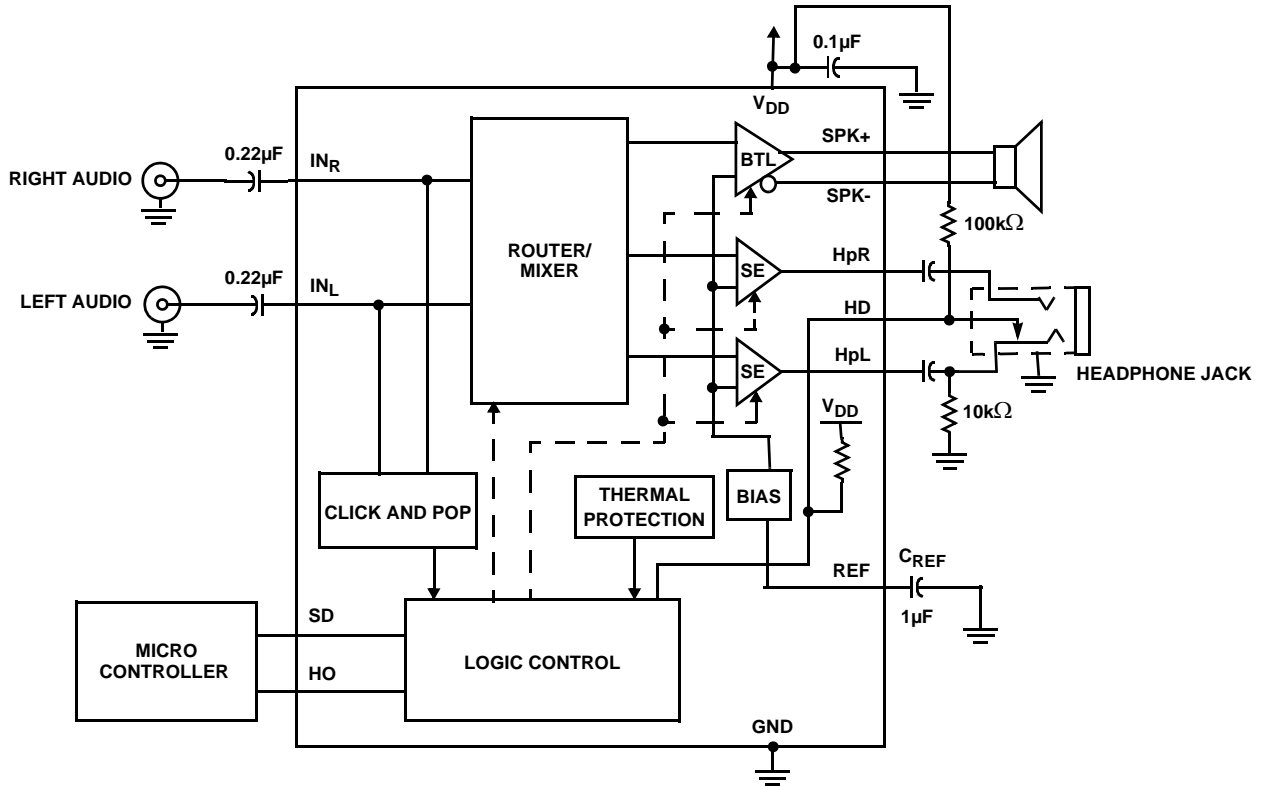 0.1µF
VDD
0.22µF
INR
RIGHT AUDIO
SPK+
BTL
SPK-
100kΩ
ROUTER/
MIXER
HpR
SE
0.22µF
INL
LEFT AUDIO
HD
HpL
SE
HEADPHONE JACK
VDD
10kΩ
CLICK AND POP
THERMAL
PROTECTION
BIAS
CREF
REF
1µF
SD
MICRO
CONTROLLER
LOGIC CONTROL
HO
GND